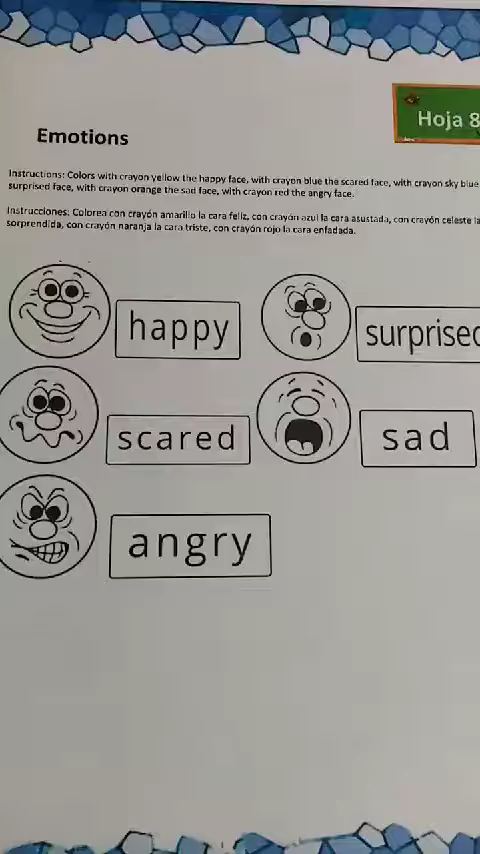 Hoja 8
Emotions
Instructions: Colors with crayon yellow the happy face, with crayon blue the scared face, with crayon sky blue
surprised face, with crayon orange the sad face, with crayon red the angry face.
Instrucciones: Colorea con crayón amarillo la cara feliz, con crayón azul la cara asustada, con crayón celeste la
sorprendida, con crayón naranja la cara triste, con crayón rojo la cara enfadada.
happy
surprised
scared
sad
angry